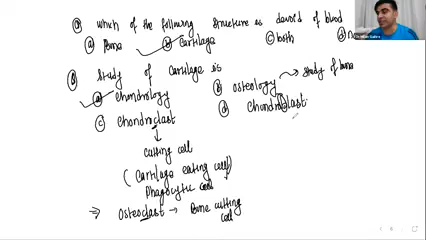 Q which of the following structure is devoid of blood
a) Bone b) Cartilage c) both d)
Q Study of Cartilage is
a) Chondrology b) Osteology → Study of bone
c) Chondroclast d) Chondroblast
Cutting cell
(Cartilage eating cell)
Phagocytic cell
⇒ Osteoclast → Bone cutting
cell